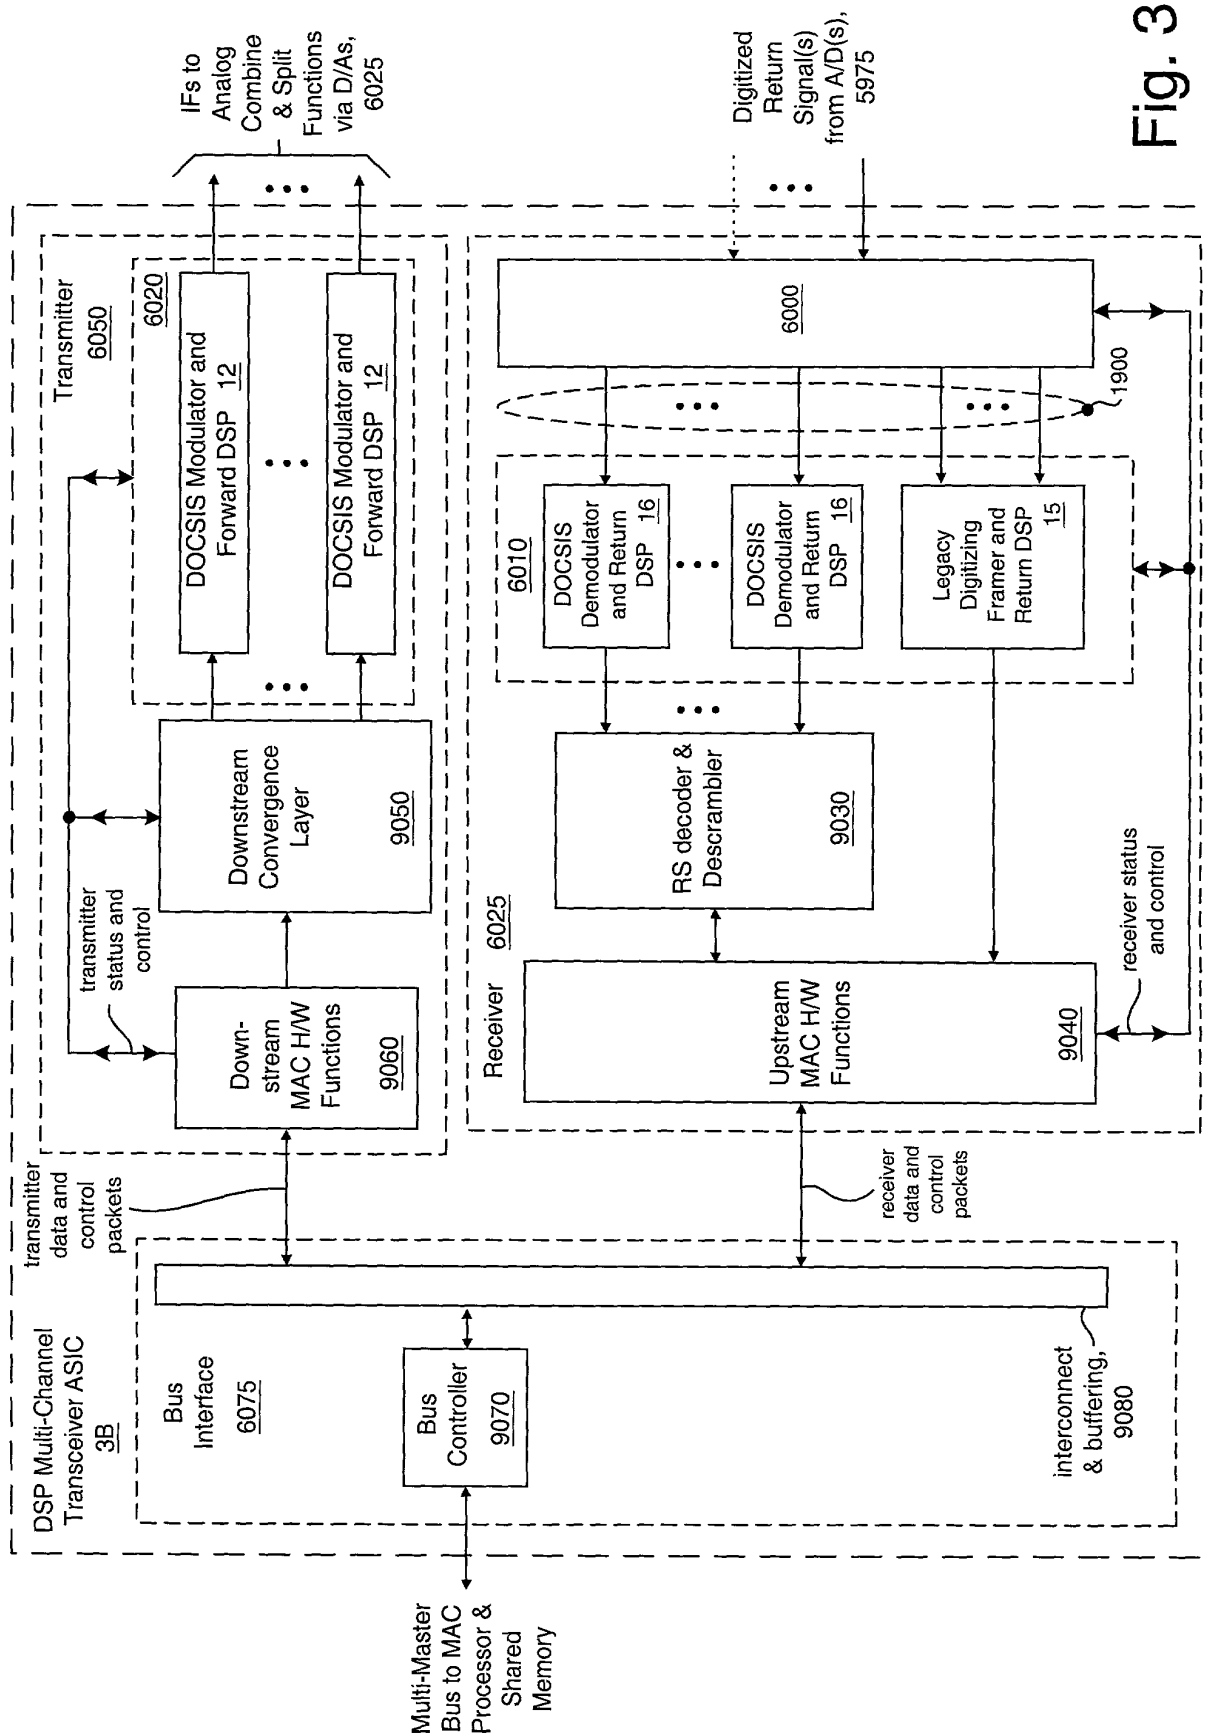 DSP Multi-Channel
Transceiver ASIC
3B
Multi-Master
Bus to MAC
Processor &
Shared
Memory
Bus
Interface
6075
Bus
Controller
9070
interconnect
& buffering,
9080
transmitter
data and
control
packets
receiver
data and
control
packets
Transmitter
6050
transmitter
status and
control
Down-
stream
MAC H/W
Functions
9060
Downstream
Convergence
Layer
9050
6020
DOCSIS Modulator and
Forward DSP 12
DOCSIS Modulator and
Forward DSP 12
IFs to
Analog
Combine
& Split
Functions
via D/As,
6025
Receiver
6025
Upstream
MAC H/W
Functions
9040
receiver status
and control
RS decoder &
Descrambler
9030
6010
DOCSIS
Demodulator
and Return
DSP 16
DOCSIS
Demodulator
and Return
DSP 16
Legacy
Digitizing
Framer and
Return DSP
15
1900
6000
Digitized
Return
Signal(s)
from A/D(s),
5975
Fig. 3